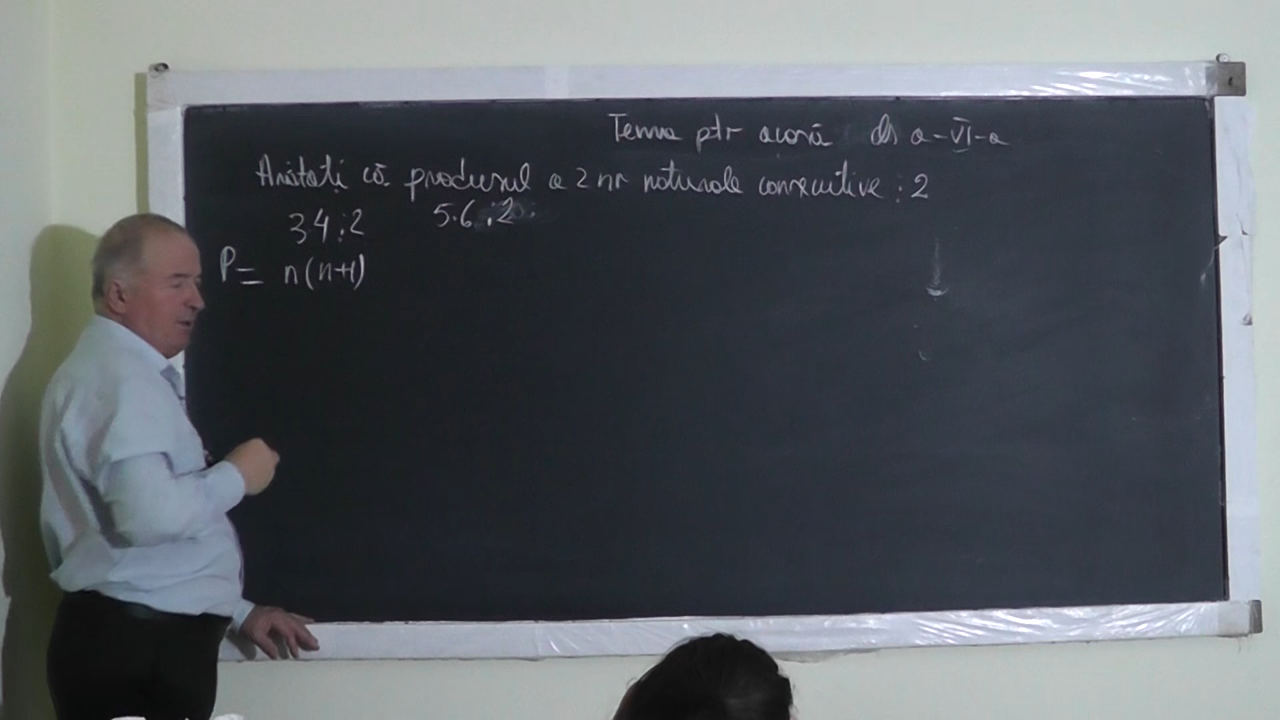 Tema ptr acasă cls a-VI-a
Arătați că produsul a 2 nr naturale consecutive ⋮ 2
3·4 ⋮ 2 5·6 ⋮ 2
P = n(n+1)